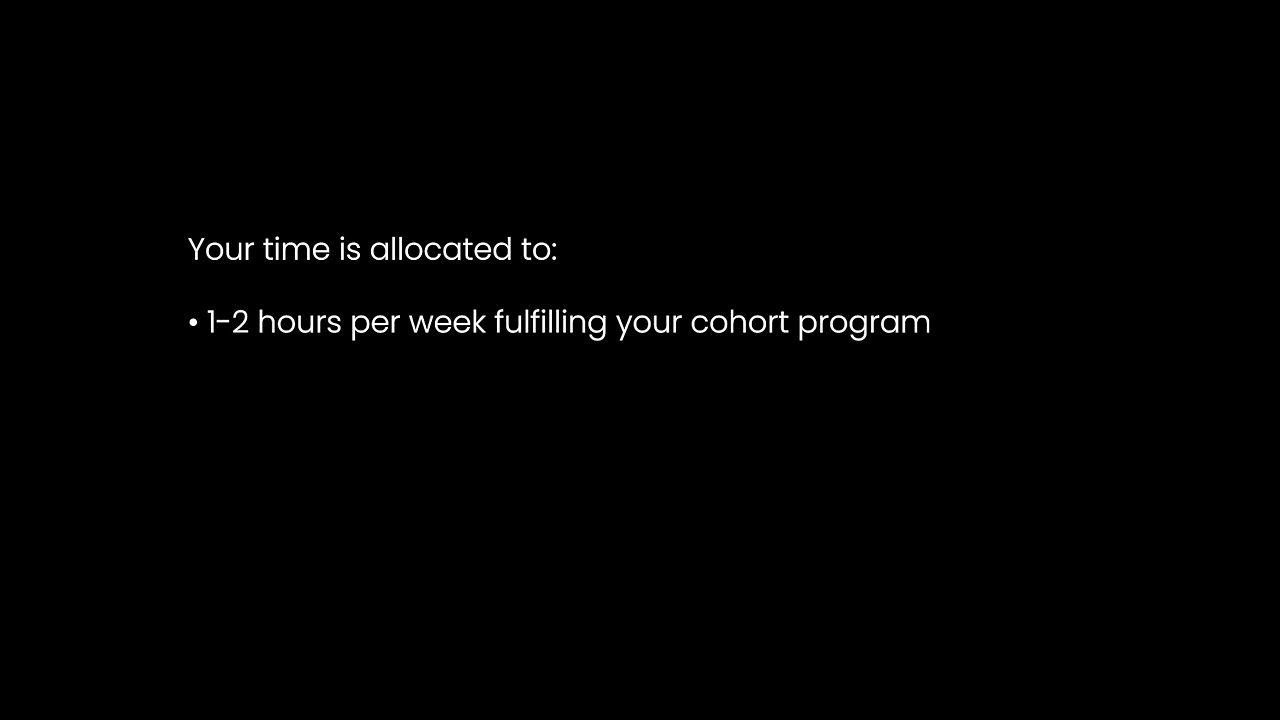 Your time is allocated to:
• 1-2 hours per week fulfilling your cohort program